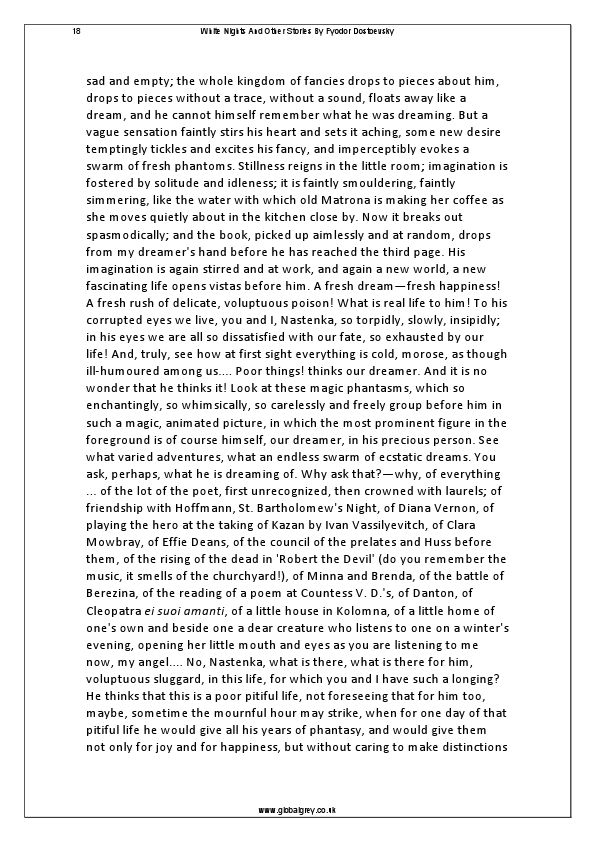 18 White Nights And Other Stories By Fyodor Dostoevsky
sad and empty; the whole kingdom of fancies drops to pieces about him,
drops to pieces without a trace, without a sound, floats away like a
dream, and he cannot himself remember what he was dreaming. But a
vague sensation faintly stirs his heart and sets it aching, some new desire
temptingly tickles and excites his fancy, and imperceptibly evokes a
swarm of fresh phantoms. Stillness reigns in the little room; imagination is
fostered by solitude and idleness; it is faintly smouldering, faintly
simmering, like the water with which old Matrona is making her coffee as
she moves quietly about in the kitchen close by. Now it breaks out
spasmodically; and the book, picked up aimlessly and at random, drops
from my dreamer's hand before he has reached the third page. His
imagination is again stirred and at work, and again a new world, a new
fascinating life opens vistas before him. A fresh dream—fresh happiness!
A fresh rush of delicate, voluptuous poison! What is real life to him! To his
corrupted eyes we live, you and I, Nastenka, so torpidly, slowly, insipidly;
in his eyes we are all so dissatisfied with our fate, so exhausted by our
life! And, truly, see how at first sight everything is cold, morose, as though
ill-humoured among us.... Poor things! thinks our dreamer. And it is no
wonder that he thinks it! Look at these magic phantasms, which so
enchantingly, so whimsically, so carelessly and freely group before him in
such a magic, animated picture, in which the most prominent figure in the
foreground is of course himself, our dreamer, in his precious person. See
what varied adventures, what an endless swarm of ecstatic dreams. You
ask, perhaps, what he is dreaming of. Why ask that?—why, of everything
... of the lot of the poet, first unrecognized, then crowned with laurels; of
friendship with Hoffmann, St. Bartholomew's Night, of Diana Vernon, of
playing the hero at the taking of Kazan by Ivan Vassilyevitch, of Clara
Mowbray, of Effie Deans, of the council of the prelates and Huss before
them, of the rising of the dead in 'Robert the Devil' (do you remember the
music, it smells of the churchyard!), of Minna and Brenda, of the battle of
Berezina, of the reading of a poem at Countess V. D.'s, of Danton, of
Cleopatra ei suoi amanti, of a little house in Kolomna, of a little home of
one's own and beside one a dear creature who listens to one on a winter's
evening, opening her little mouth and eyes as you are listening to me
now, my angel.... No, Nastenka, what is there, what is there for him,
voluptuous sluggard, in this life, for which you and I have such a longing?
He thinks that this is a poor pitiful life, not foreseeing that for him too,
maybe, sometime the mournful hour may strike, when for one day of that
pitiful life he would give all his years of phantasy, and would give them
not only for joy and for happiness, but without caring to make distinctions
www.globalgrey.co.uk